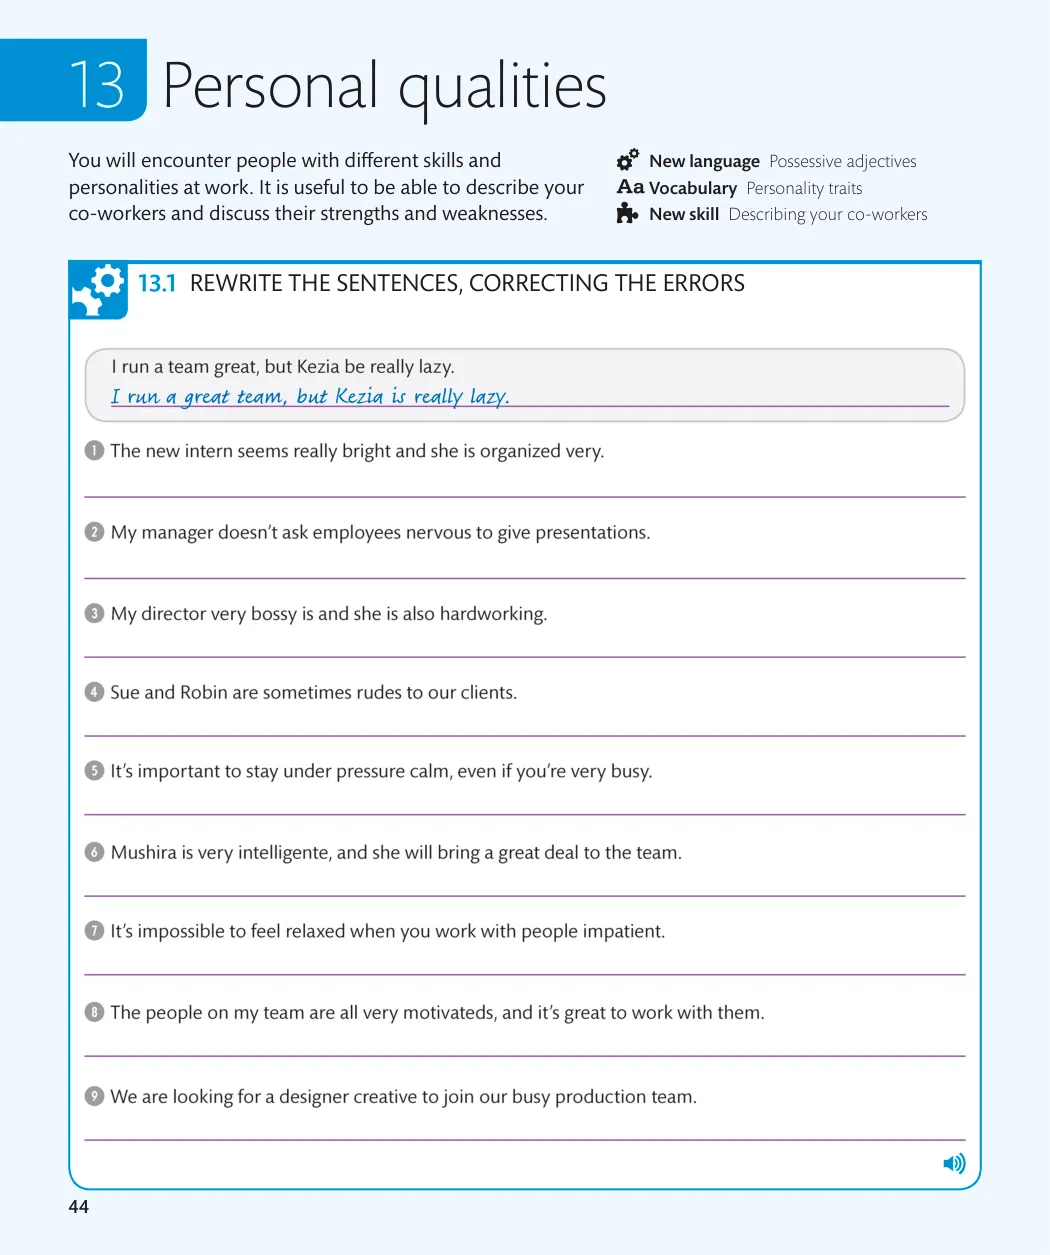 13 Personal qualities
You will encounter people with different skills and
personalities at work. It is useful to be able to describe your
co-workers and discuss their strengths and weaknesses.
New language Possessive adjectives
Aa Vocabulary Personality traits
New skill Describing your co-workers
13.1 REWRITE THE SENTENCES, CORRECTING THE ERRORS
I run a team great, but Kezia be really lazy.
I run a great team, but Kezia is really lazy.
1 The new intern seems really bright and she is organized very.
2 My manager doesn’t ask employees nervous to give presentations.
3 My director very bossy is and she is also hardworking.
4 Sue and Robin are sometimes rudes to our clients.
5 It’s important to stay under pressure calm, even if you’re very busy.
6 Mushira is very intelligente, and she will bring a great deal to the team.
7 It’s impossible to feel relaxed when you work with people impatient.
8 The people on my team are all very motivateds, and it’s great to work with them.
9 We are looking for a designer creative to join our busy production team.
44